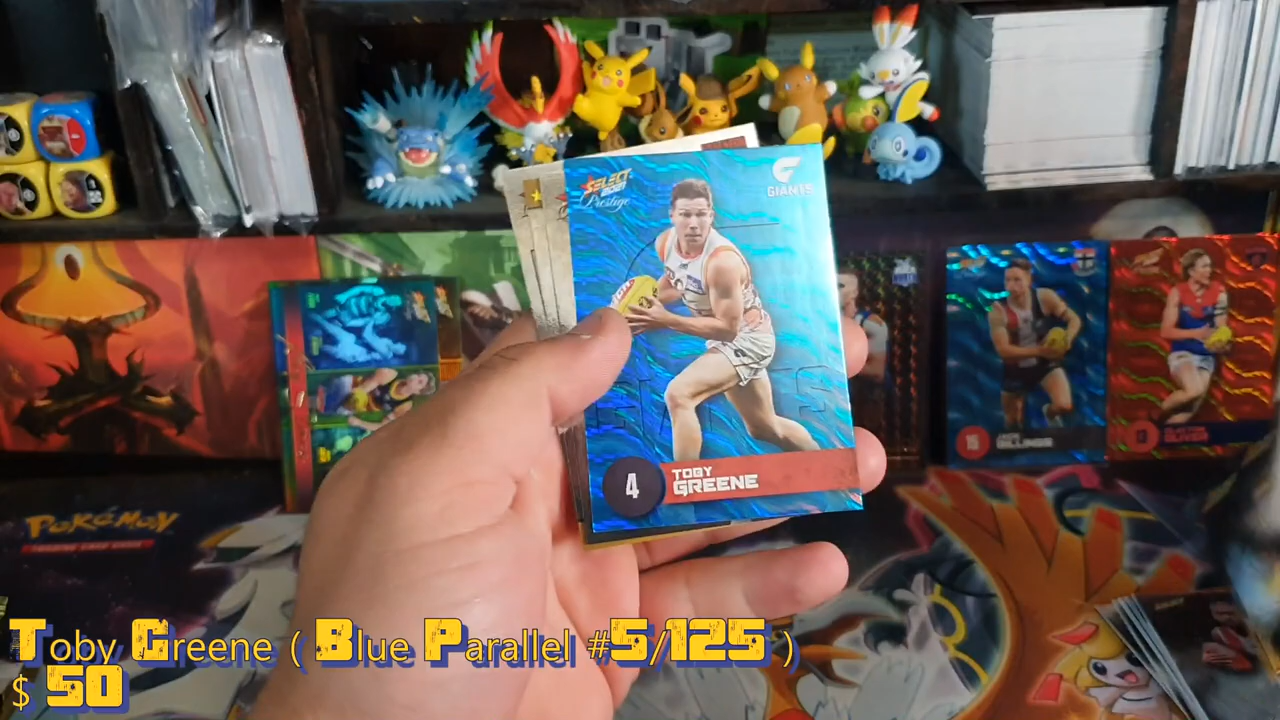 SELECT
2021
Prestige
GIANTS
4
TOBY
GREENE
POKéMON
Toby Greene ( Blue Parallel #5/125 )
$ 50